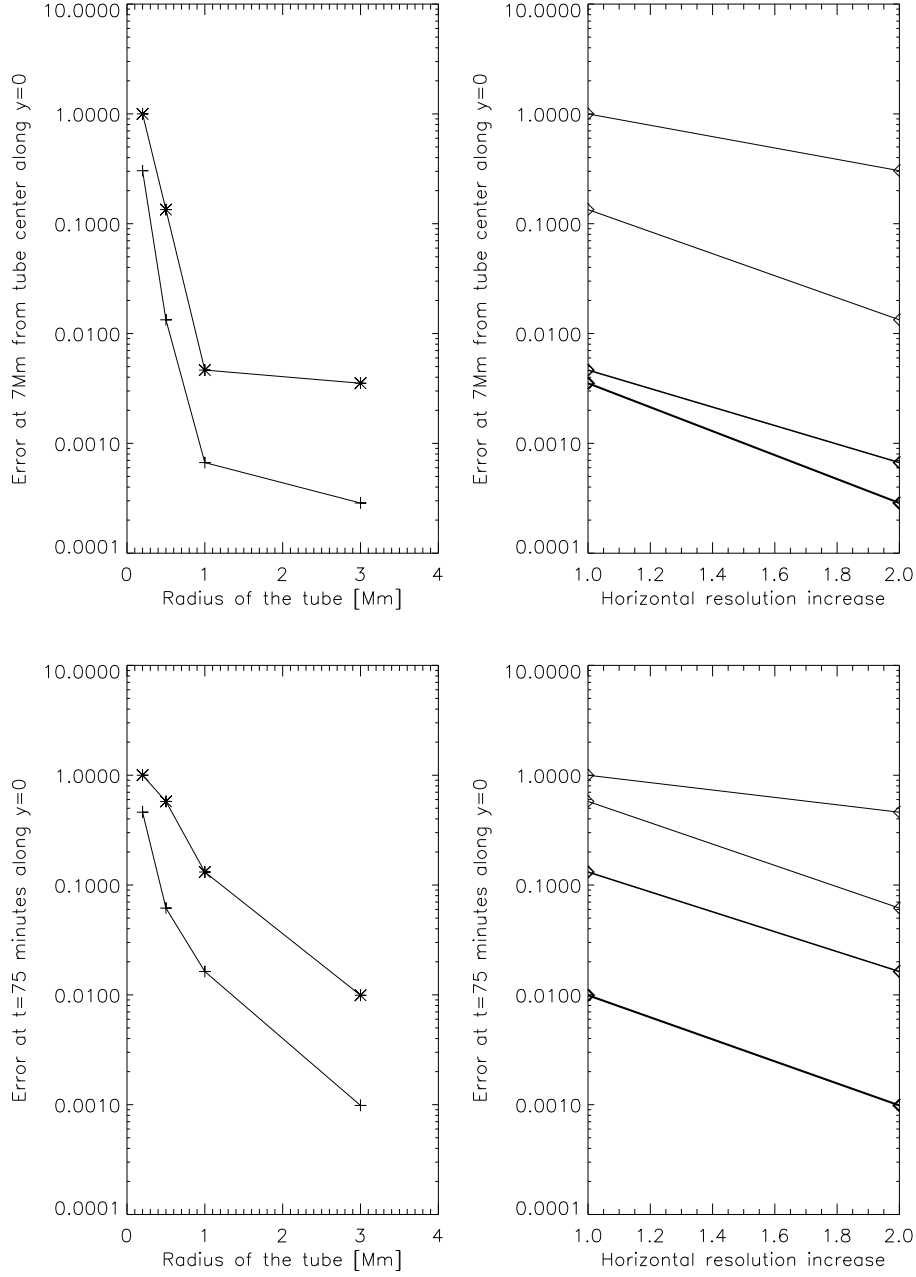 Error at 7Mm from tube center along y=0
10.0000
1.0000
0.1000
0.0100
0.0010
0.0001
0 1 2 3 4
Radius of the tube [Mm]
Error at 7Mm from tube center along y=0
10.0000
1.0000
0.1000
0.0100
0.0010
0.0001
1.0 1.2 1.4 1.6 1.8 2.0
Horizontal resolution increase
Error at t=75 minutes along y=0
10.0000
1.0000
0.1000
0.0100
0.0010
0.0001
0 1 2 3 4
Radius of the tube [Mm]
Error at t=75 minutes along y=0
10.0000
1.0000
0.1000
0.0100
0.0010
0.0001
1.0 1.2 1.4 1.6 1.8 2.0
Horizontal resolution increase